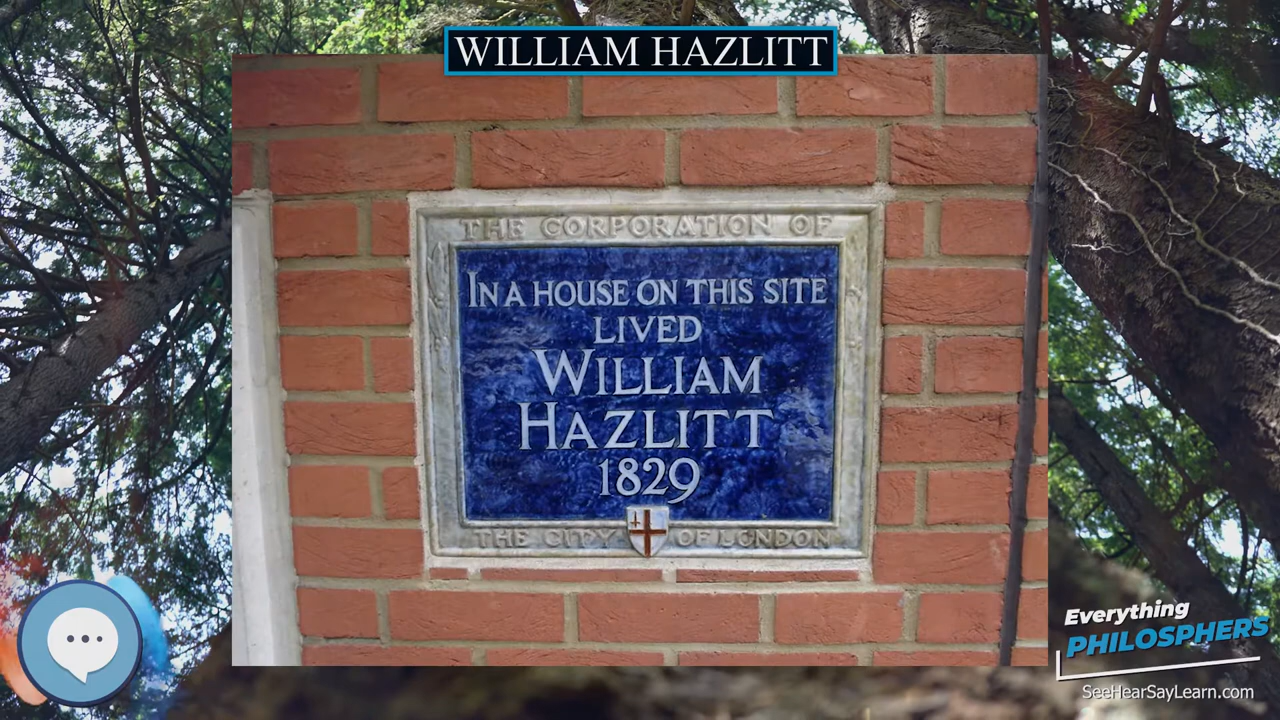 WILLIAM HAZLITT
THE CORPORATION OF
IN A HOUSE ON THIS SITE
LIVED
WILLIAM
HAZLITT
1829
THE CITY OF LONDON
Everything
PHILOSPHERS
SeeHearSayLearn.com